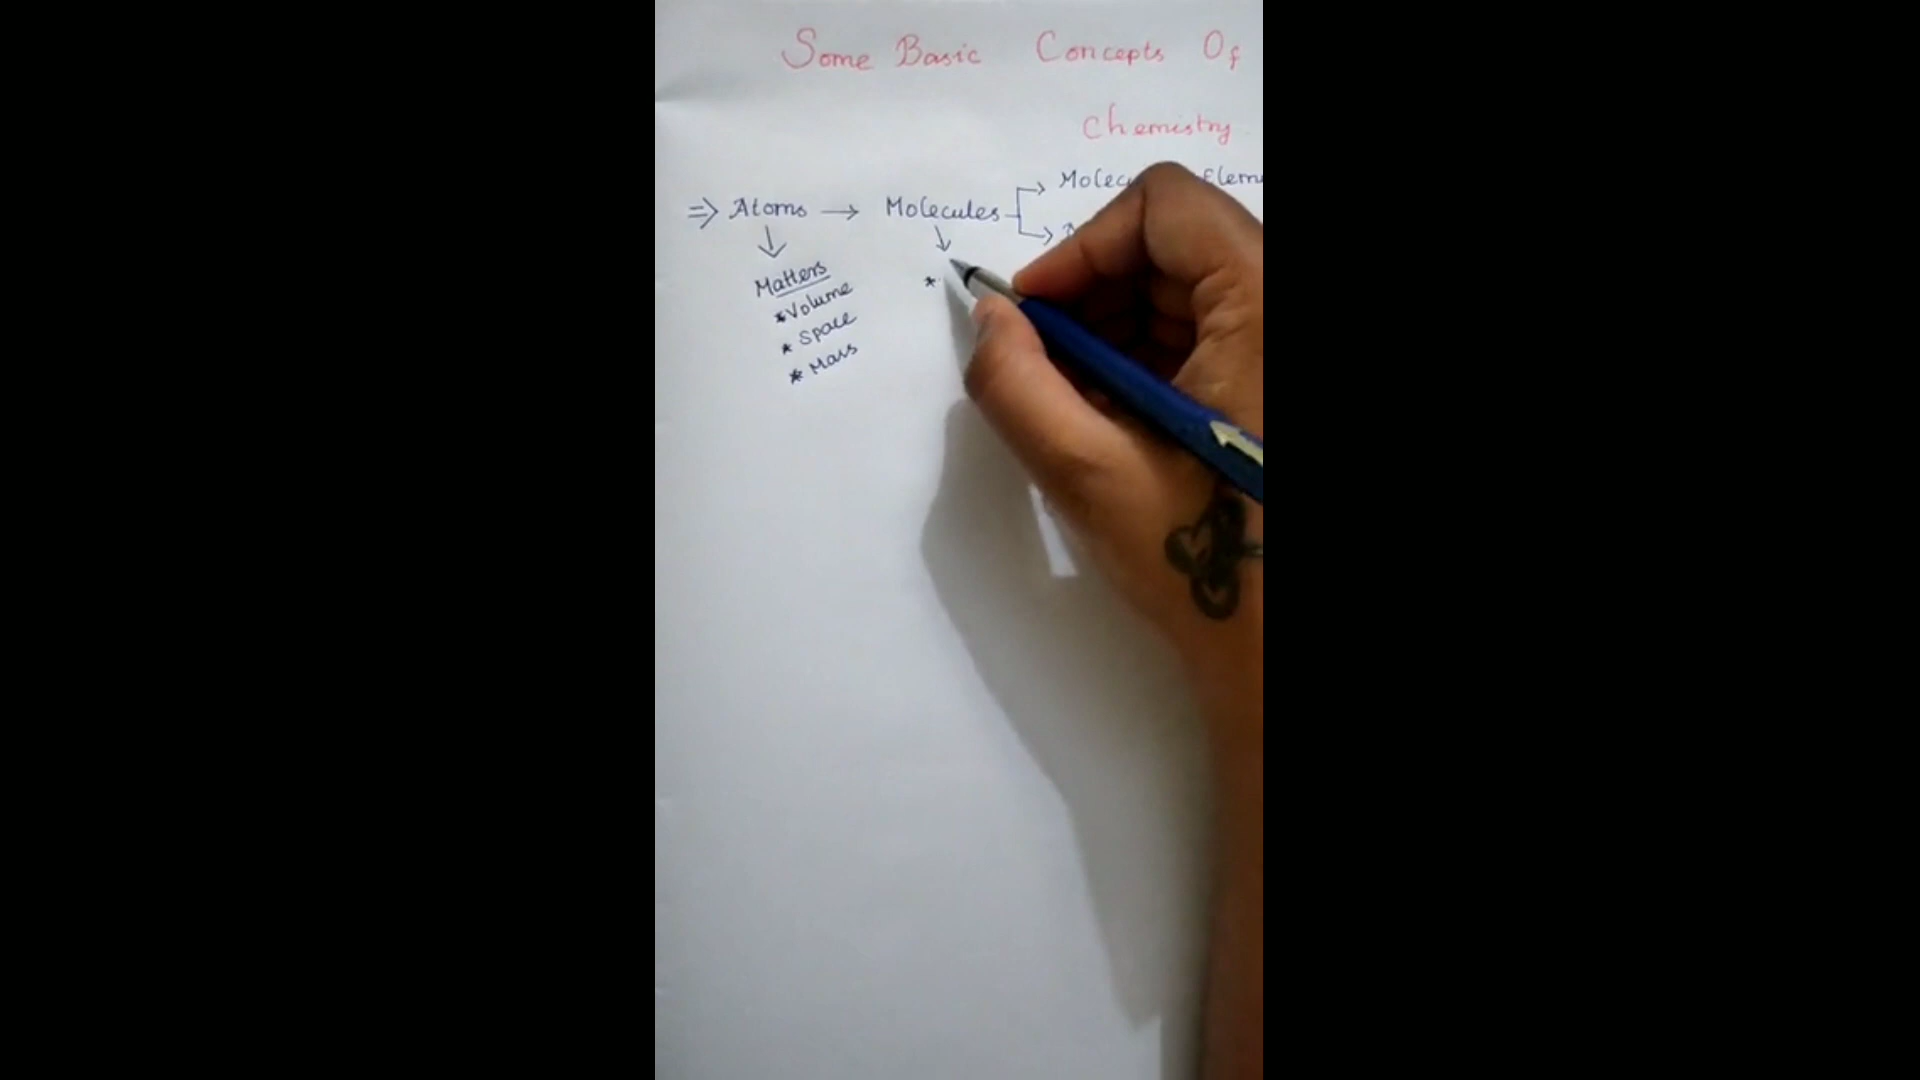 Some Basic Concepts Of
Chemistry
⇒ Atoms → Molecules
Matters
*Volume
* Space
* Mass
*